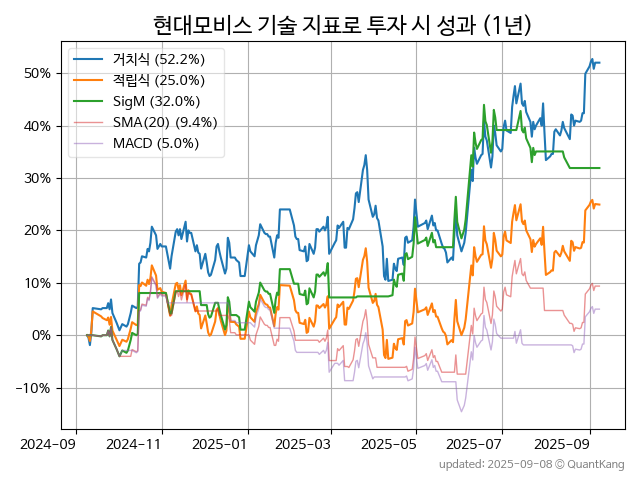 현대모비스 기술 지표로 투자 시 성과 (1년)
거치식 (52.2%)
적립식 (25.0%)
SigM (32.0%)
SMA(20) (9.4%)
MACD (5.0%)
50%
40%
30%
20%
10%
0%
−10%
2024-09 2024-11 2025-01 2025-03 2025-05 2025-07 2025-09
updated: 2025-09-08 © QuantKang